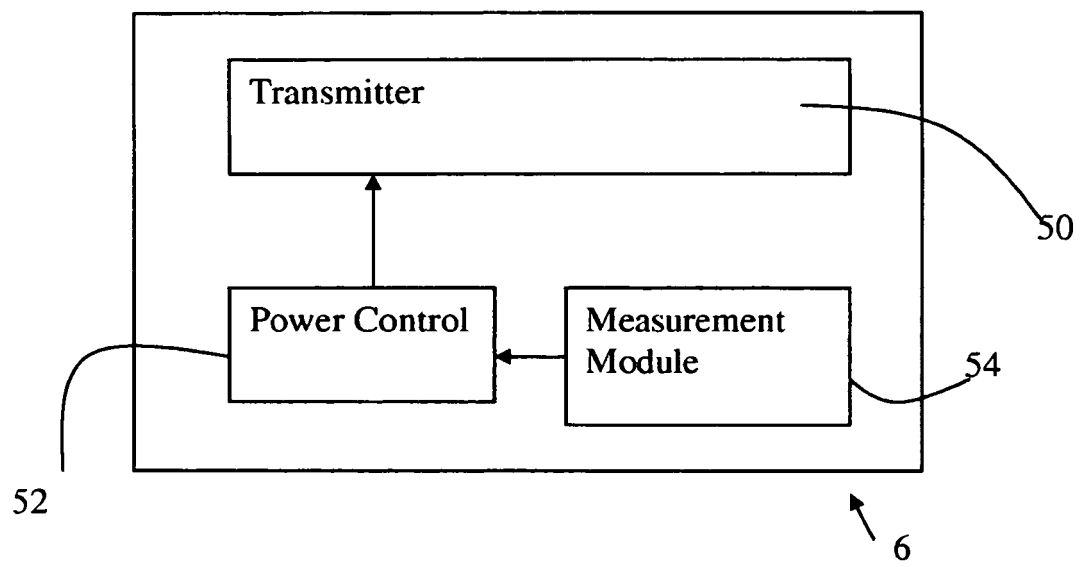 Transmitter
50
Power Control
Measurement
Module
54
52
6